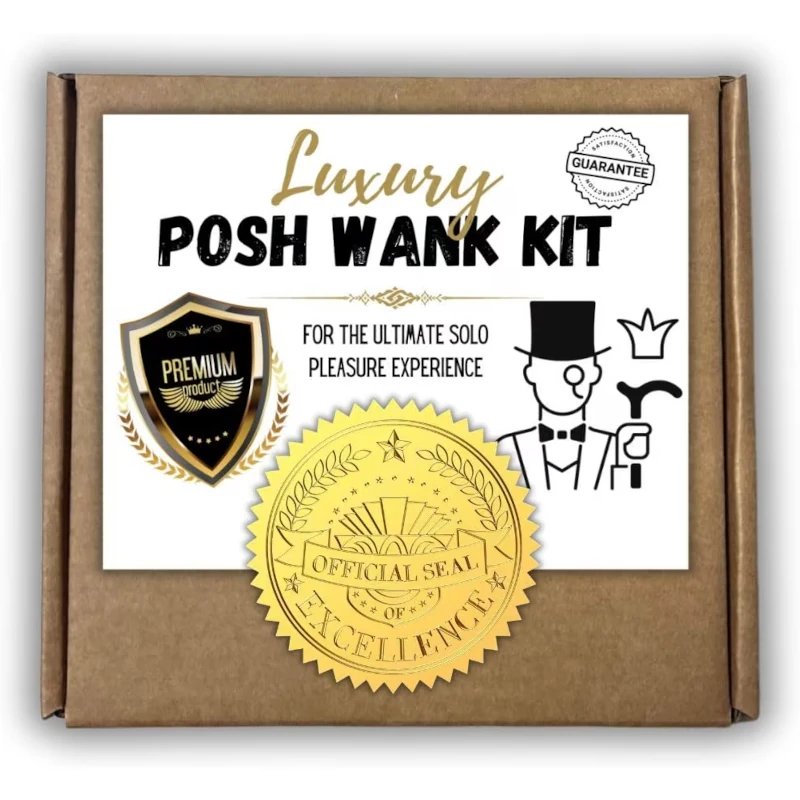 Luxury
SATISFACTION
GUARANTEE
SATISFACTION
POSH WANK KIT
FOR THE ULTIMATE SOLO
PLEASURE EXPERIENCE
PREMIUM
product
OFFICIAL SEAL
OF
EXCELLENCE